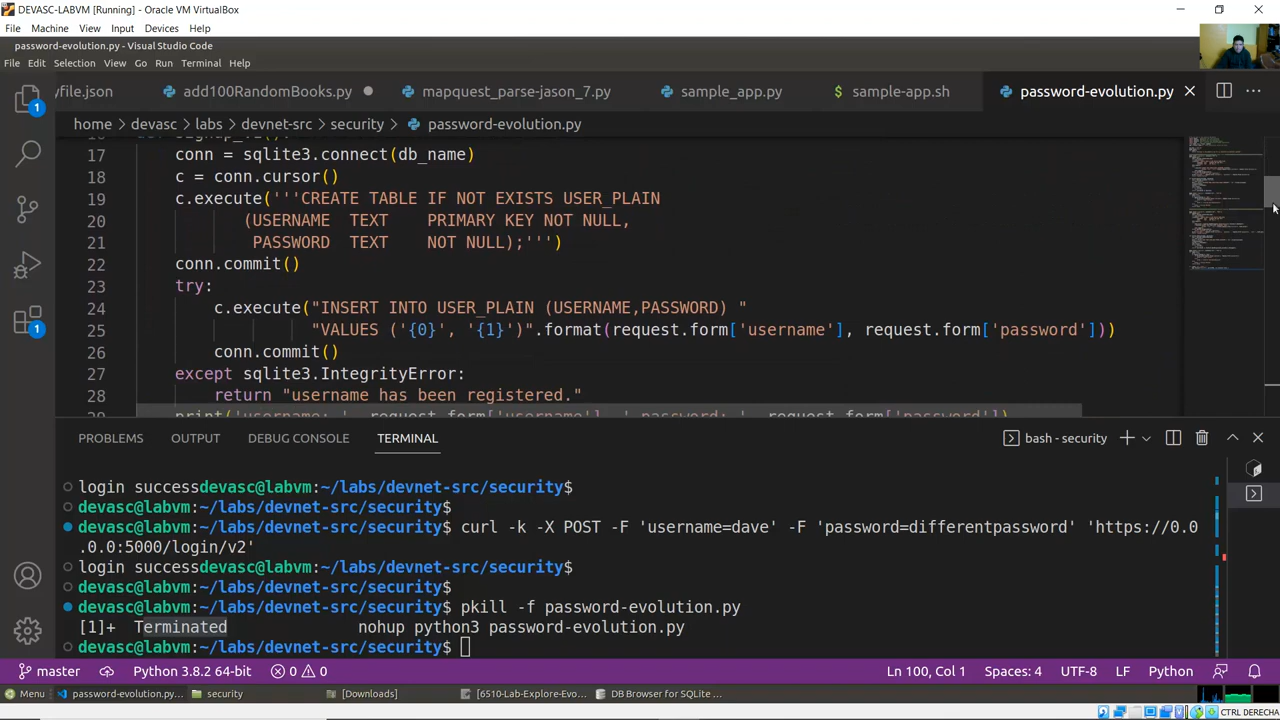 DEVASC-LABVM [Running] - Oracle VM VirtualBox
File Machine View Input Devices Help
password-evolution.py - Visual Studio Code
File Edit Selection View Go Run Terminal Help
yfile.json add100RandomBooks.py mapquest_parse-jason_7.py sample_app.py $ sample-app.sh password-evolution.py
home > devasc > labs > devnet-src > security > password-evolution.py
17 conn = sqlite3.connect(db_name)
18 c = conn.cursor()
19 c.execute('''CREATE TABLE IF NOT EXISTS USER_PLAIN
20 (USERNAME TEXT PRIMARY KEY NOT NULL,
21 PASSWORD TEXT NOT NULL);''')
22 conn.commit()
23 try:
24 c.execute("INSERT INTO USER_PLAIN (USERNAME,PASSWORD) "
25 "VALUES ('{0}', '{1}')".format(request.form['username'], request.form['password']))
26 conn.commit()
27 except sqlite3.IntegrityError:
28 return "username has been registered."
29 print('username: ', request.form['username'], ' password: ', request.form['password'])
PROBLEMS OUTPUT DEBUG CONSOLE TERMINAL bash - security
login successdevasc@labvm:~/labs/devnet-src/security$
devasc@labvm:~/labs/devnet-src/security$
devasc@labvm:~/labs/devnet-src/security$ curl -k -X POST -F 'username=dave' -F 'password=differentpassword' 'https://0.0
.0.0:5000/login/v2'
login successdevasc@labvm:~/labs/devnet-src/security$
devasc@labvm:~/labs/devnet-src/security$
devasc@labvm:~/labs/devnet-src/security$ pkill -f password-evolution.py
[1]+ Terminated nohup python3 password-evolution.py
devasc@labvm:~/labs/devnet-src/security$
master Python 3.8.2 64-bit 0 0 Ln 100, Col 1 Spaces: 4 UTF-8 LF Python
Menu password-evolution.py... security [Downloads] [6510-Lab-Explore-Evo... DB Browser for SQLite ...
CTRL DERECHA